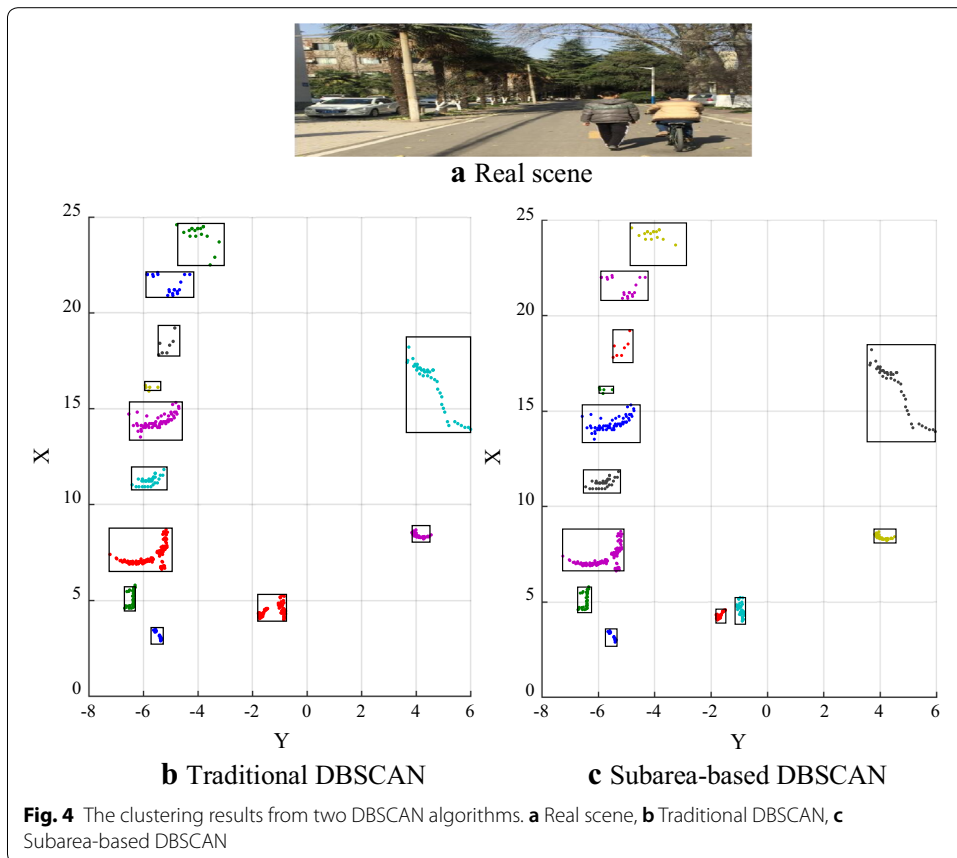 a Real scene
25
20
15
10
5
0
X
-8 -6 -4 -2 0 2 4 6
Y
b Traditional DBSCAN
25
20
15
10
5
0
X
-8 -6 -4 -2 0 2 4 6
Y
c Subarea-based DBSCAN
Fig. 4 The clustering results from two DBSCAN algorithms. a Real scene, b Traditional DBSCAN, c
Subarea-based DBSCAN